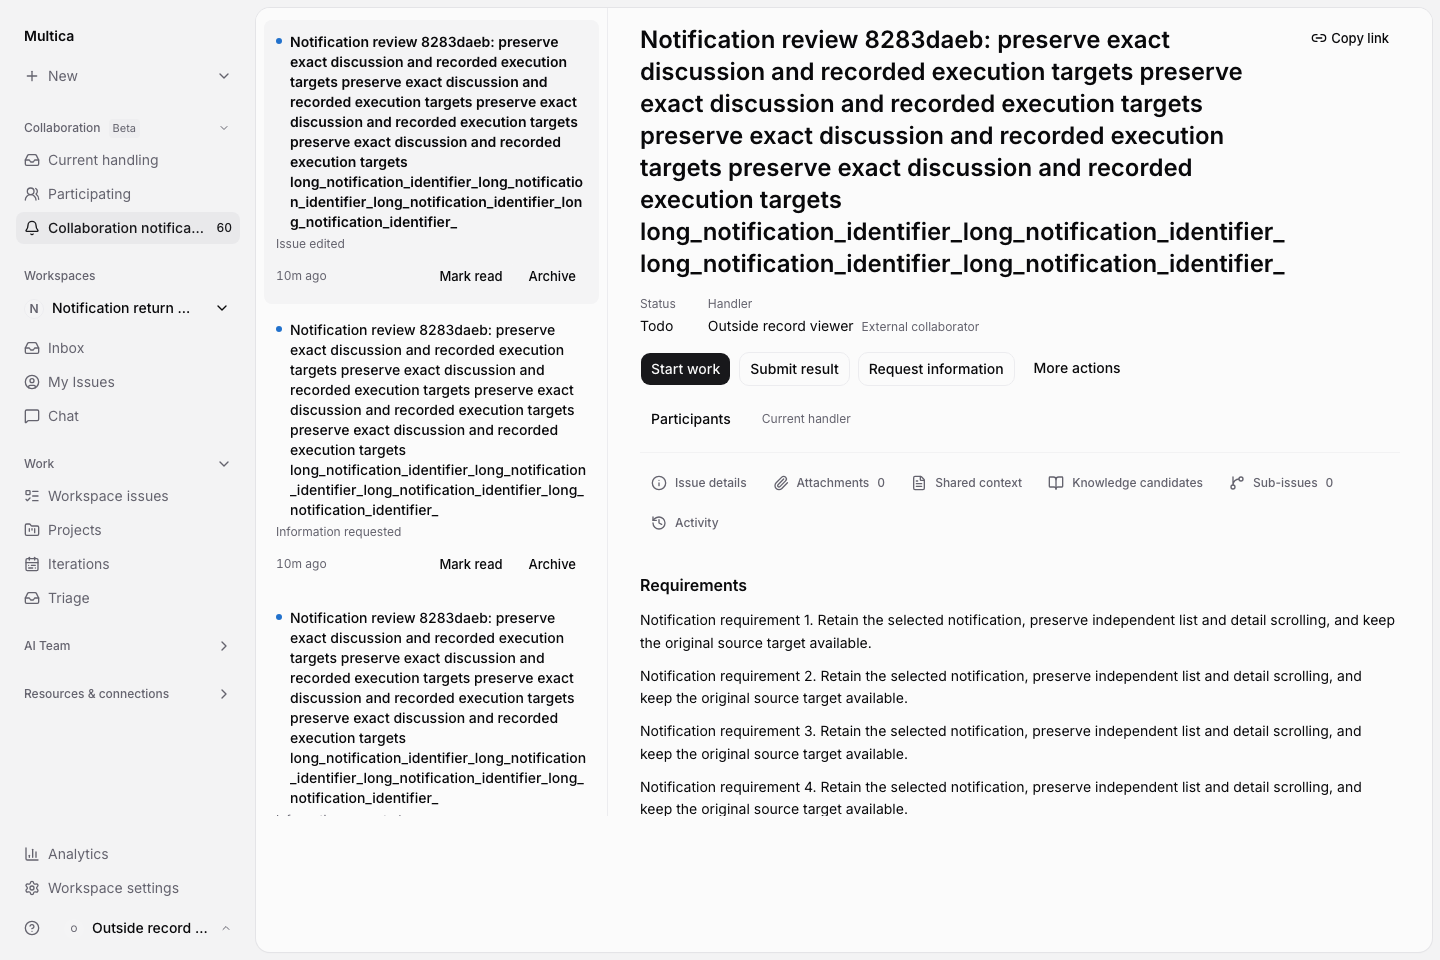 Multica
New
Collaboration Beta
Current handling
Participating
Collaboration notifica... 60
Workspaces
N Notification return ...
Inbox
My Issues
Chat
Work
Workspace issues
Projects
Iterations
Triage
AI Team
Resources & connections
Analytics
Workspace settings
o Outside record ...
Notification review 8283daeb: preserve
exact discussion and recorded execution
targets preserve exact discussion and
recorded execution targets preserve exact
discussion and recorded execution targets
preserve exact discussion and recorded
execution targets
long_notification_identifier_long_notificatio
n_identifier_long_notification_identifier_lon
g_notification_identifier_
Issue edited
10m ago Mark read Archive
Notification review 8283daeb: preserve
exact discussion and recorded execution
targets preserve exact discussion and
recorded execution targets preserve exact
discussion and recorded execution targets
preserve exact discussion and recorded
execution targets
long_notification_identifier_long_notification
_identifier_long_notification_identifier_long_
notification_identifier_
Information requested
10m ago Mark read Archive
Notification review 8283daeb: preserve
exact discussion and recorded execution
targets preserve exact discussion and
recorded execution targets preserve exact
discussion and recorded execution targets
preserve exact discussion and recorded
execution targets
long_notification_identifier_long_notification
_identifier_long_notification_identifier_long_
notification_identifier_
Notification review 8283daeb: preserve exact
discussion and recorded execution targets preserve
exact discussion and recorded execution targets
preserve exact discussion and recorded execution
targets preserve exact discussion and recorded
execution targets
long_notification_identifier_long_notification_identifier_
long_notification_identifier_long_notification_identifier_
Copy link
Status Handler
Todo Outside record viewer External collaborator
Start work Submit result Request information More actions
Participants Current handler
Issue details Attachments 0 Shared context Knowledge candidates Sub-issues 0
Activity
Requirements
Notification requirement 1. Retain the selected notification, preserve independent list and detail scrolling, and keep
the original source target available.
Notification requirement 2. Retain the selected notification, preserve independent list and detail scrolling, and
keep the original source target available.
Notification requirement 3. Retain the selected notification, preserve independent list and detail scrolling, and
keep the original source target available.
Notification requirement 4. Retain the selected notification, preserve independent list and detail scrolling, and
keep the original source target available.